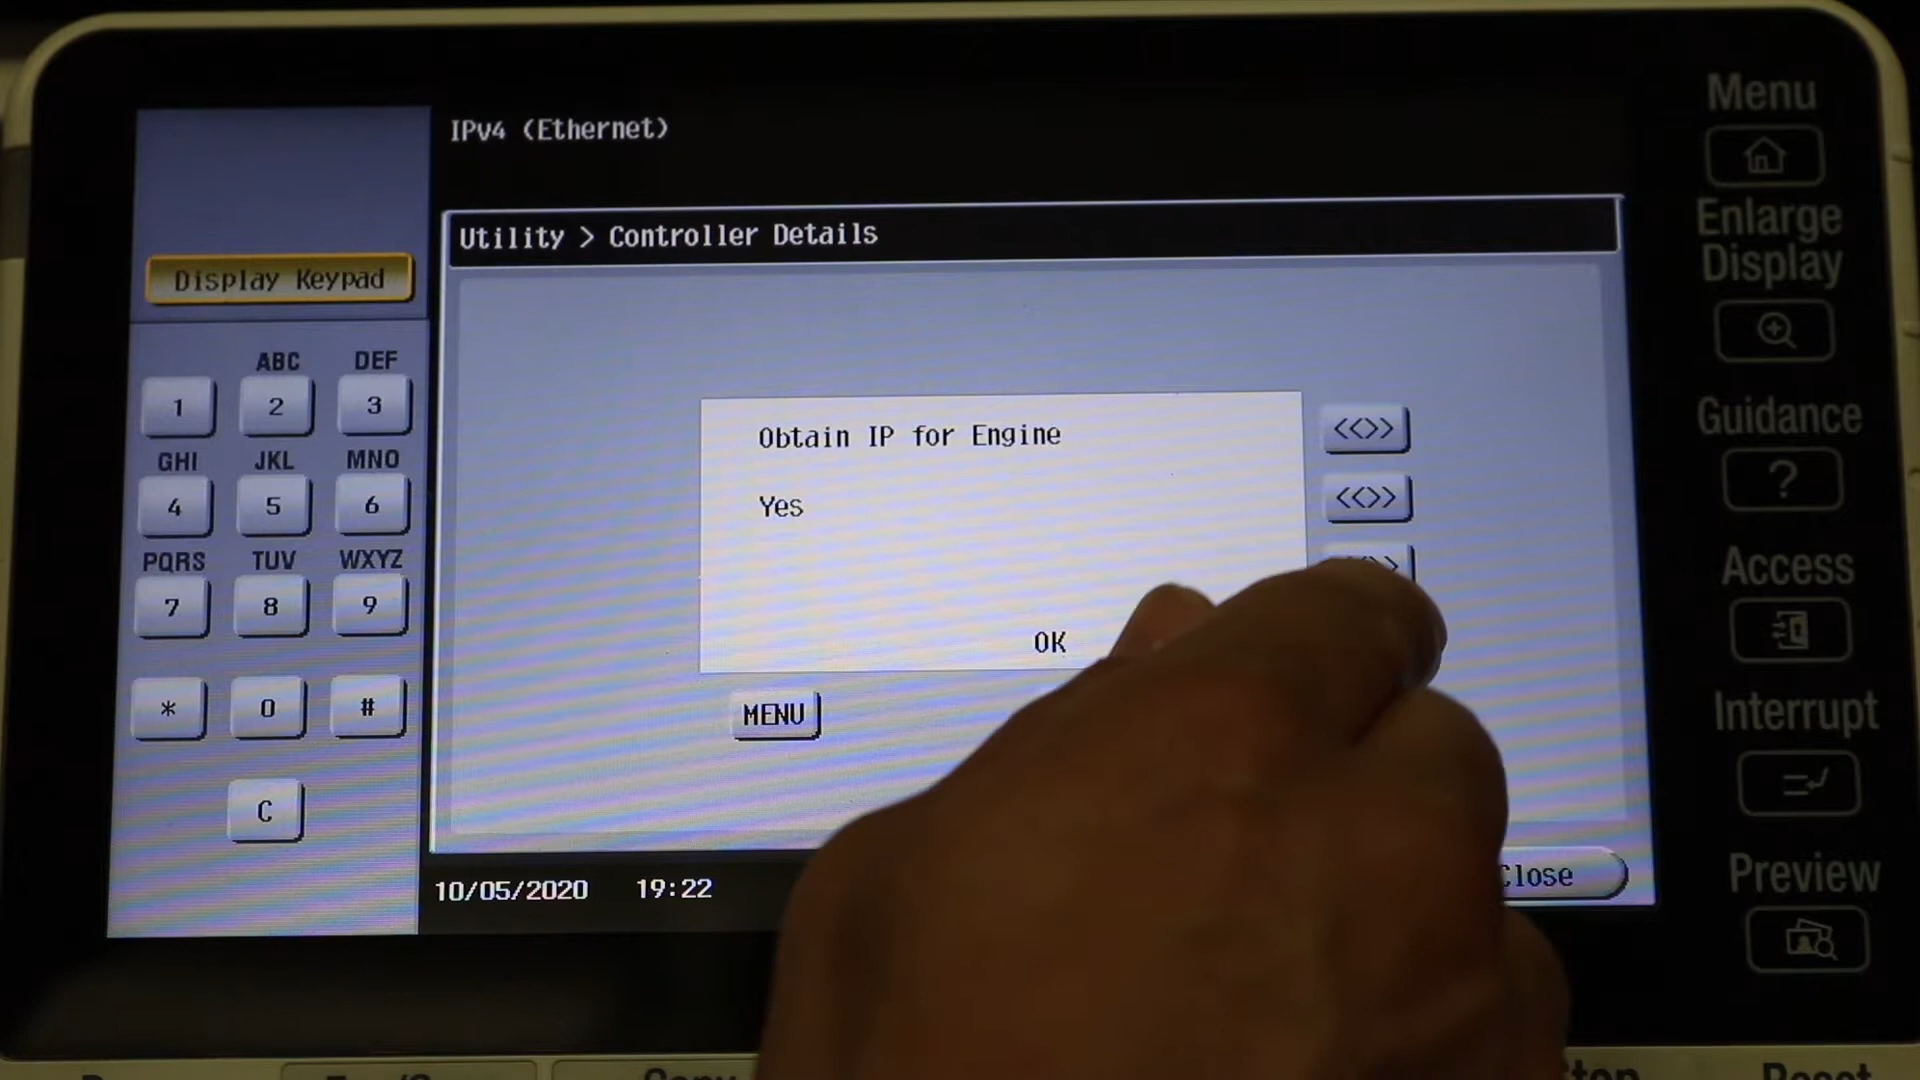 IPv4 (Ethernet)
Utility > Controller Details
Display Keypad
ABC DEF
1 2 3
GHI JKL MNO
4 5 6
PQRS TUV WXYZ
7 8 9
* 0 #
C
Obtain IP for Engine
<<>>
Yes
<<>>
OK
MENU
Close
10/05/2020 19:22
Menu
Enlarge
Display
Guidance
?
Access
Interrupt
Preview